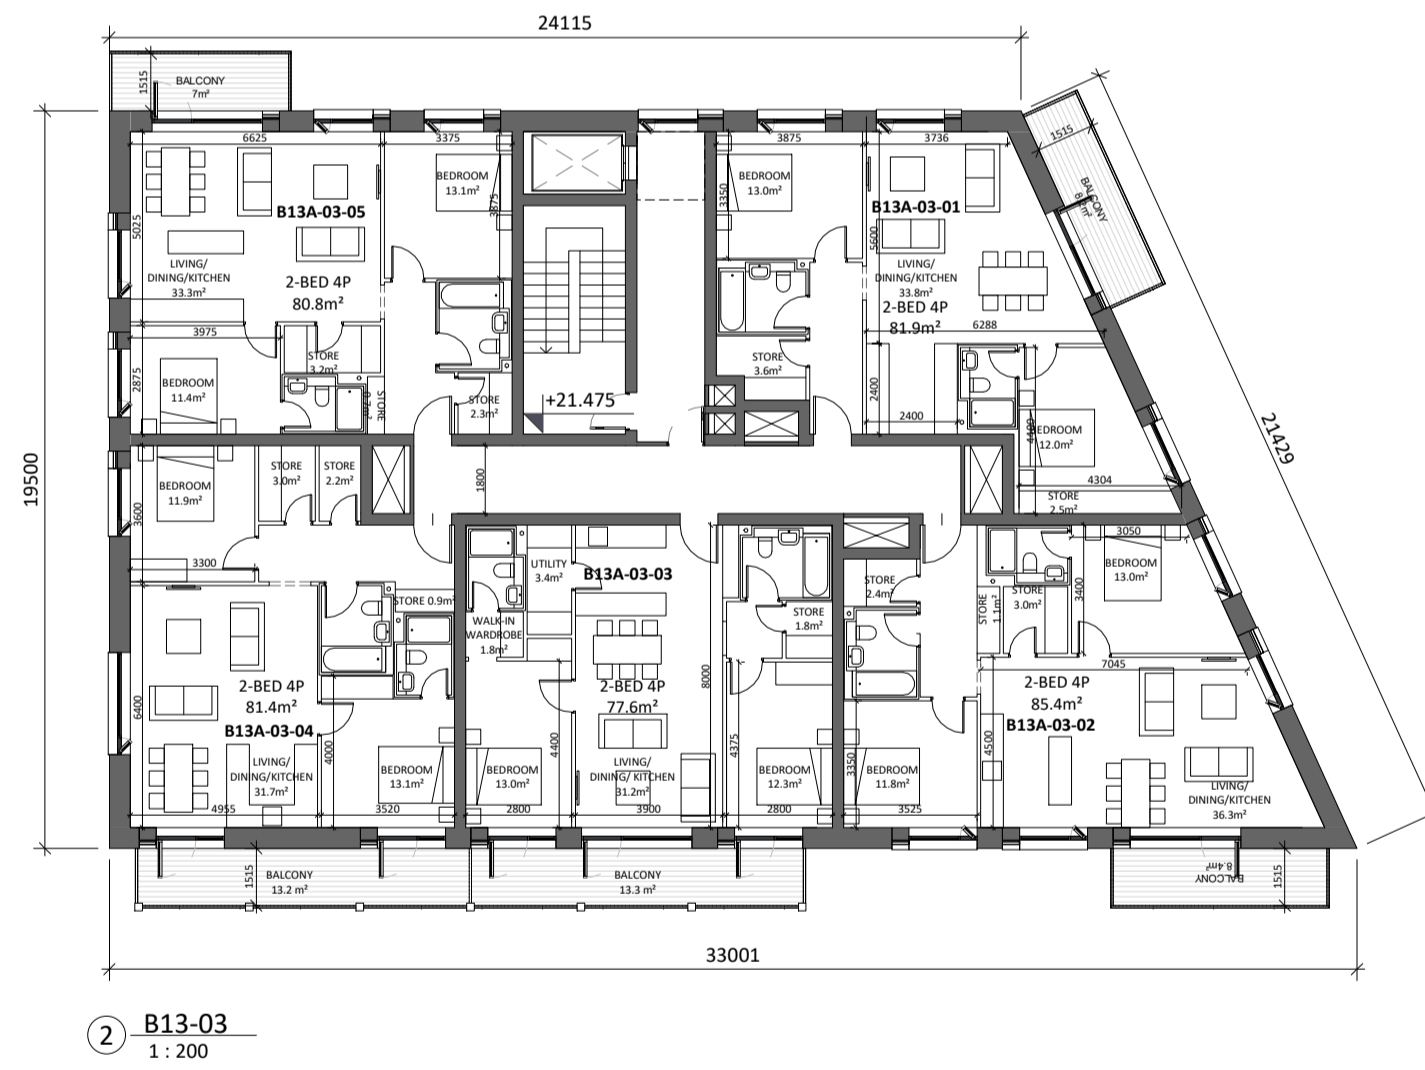 24115
1515
BALCONY
7m²
6625
3375
3875
3736
1515
BALCONY
8.2m²
BEDROOM
13.1m²
3875
BEDROOM
13.0m²
3350
B13A-03-05
B13A-03-01
5025
5600
LIVING/
DINING/KITCHEN
33.3m²
2-BED 4P
80.8m²
LIVING/
DINING/KITCHEN
33.8m²
2-BED 4P
81.9m²
6288
3975
STORE
3.2m²
STORE
3.6m²
2875
BEDROOM
11.4m²
STORE
0.7m²
STORE
2.3m²
+21.475
2400
2400
4400
BEDROOM
12.0m²
21429
19500
BEDROOM
11.9m²
STORE
3.0m²
STORE
2.2m²
1800
4304
STORE
2.5m²
3600
3300
UTILITY
3.4m²
B13A-03-03
3050
BEDROOM
13.0m²
3400
STORE
2.4m²
STORE
1.1m²
STORE
3.0m²
STORE 0.9m²
WALK-IN
WARDROBE
1.8m²
STORE
1.8m²
7045
6400
2-BED 4P
81.4m²
B13A-03-04
2-BED 4P
77.6m²
8000
2-BED 4P
85.4m²
B13A-03-02
4000
4400
4375
3350
4500
LIVING/
DINING/KITCHEN
31.7m²
BEDROOM
13.1m²
BEDROOM
13.0m²
LIVING/
DINING/ KITCHEN
31.2m²
BEDROOM
12.3m²
BEDROOM
11.8m²
LIVING/
DINING/KITCHEN
36.3m²
4955
3520
2800
3900
2800
3525
1515
BALCONY
13.2 m²
BALCONY
13.3 m²
BALCONY
8.4m²
1515
33001
2
B13-03
1 : 200